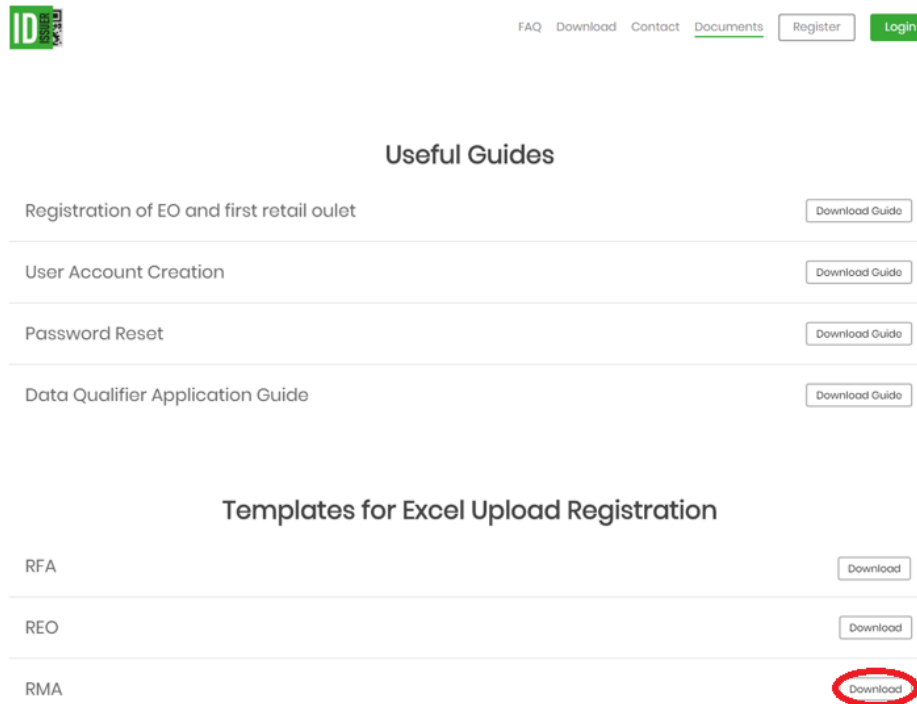 ID ISSUER
FAQ Download Contact Documents Register Login
Useful Guides
Registration of EO and first retail oulet Download Guide
User Account Creation Download Guide
Password Reset Download Guide
Data Qualifier Application Guide Download Guide
Templates for Excel Upload Registration
RFA Download
REO Download
RMA Download